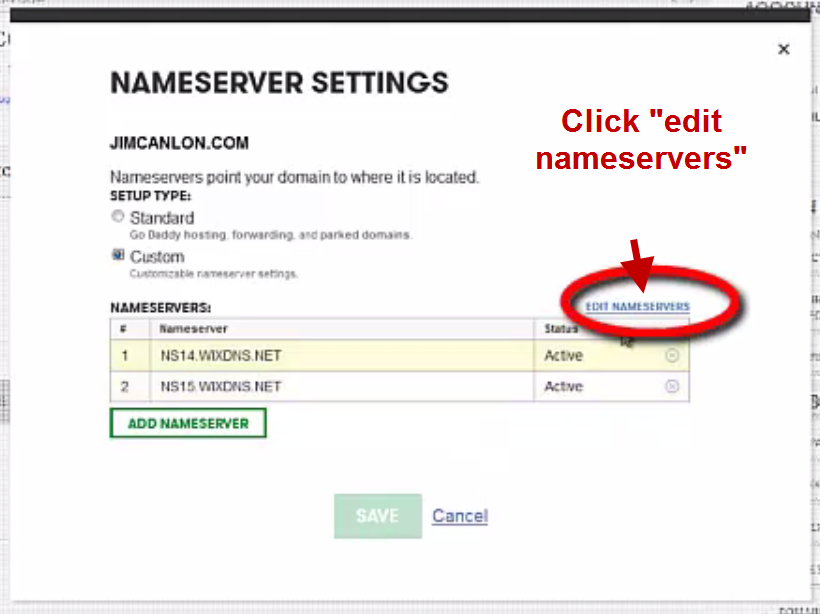 NAMESERVER SETTINGS
Click "edit
nameservers"
JIMCANLON.COM
Nameservers point your domain to where it is located.
SETUP TYPE:
Standard
Go Daddy hosting, forwarding, and parked domains.
Custom
Customizable nameserver settings.
NAMESERVERS: EDIT NAMESERVERS
# Nameserver Status
1 NS14.WIXDNS.NET Active
2 NS15.WIXDNS.NET Active
ADD NAMESERVER
SAVE Cancel